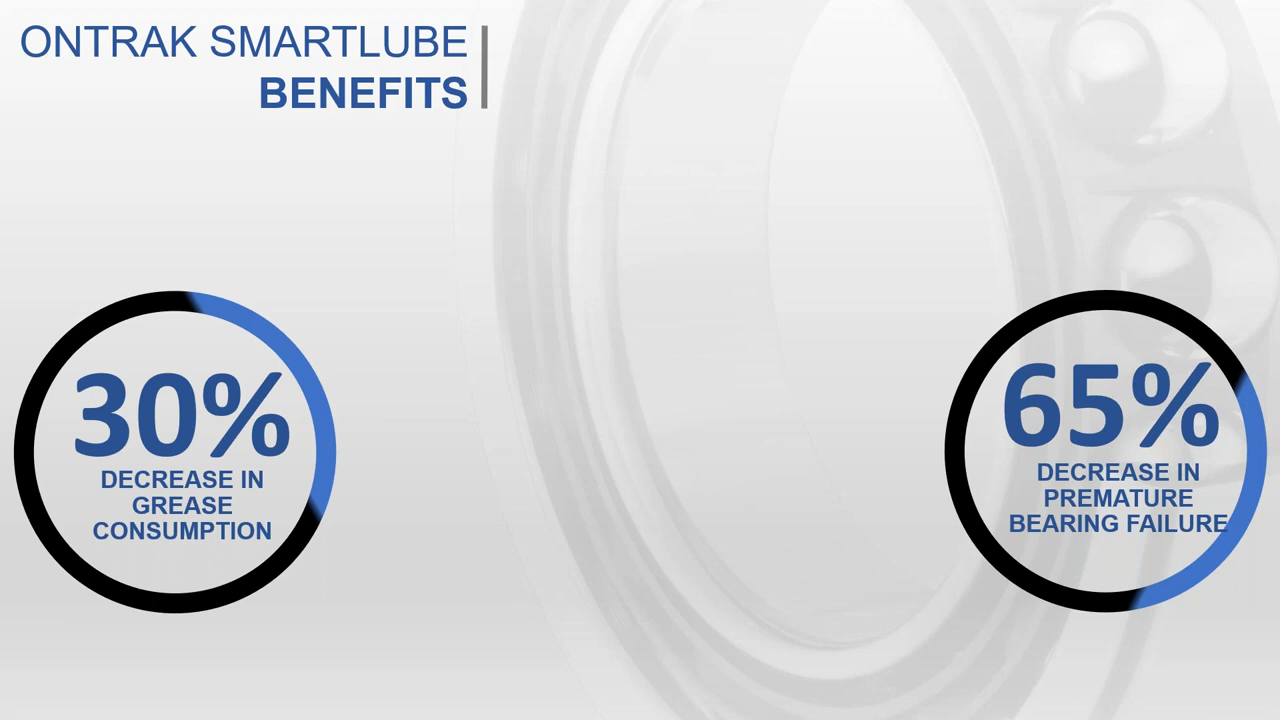 ONTRAK SMARTLUBE
BENEFITS
30%
DECREASE IN
GREASE
CONSUMPTION
65%
DECREASE IN
PREMATURE
BEARING FAILURE